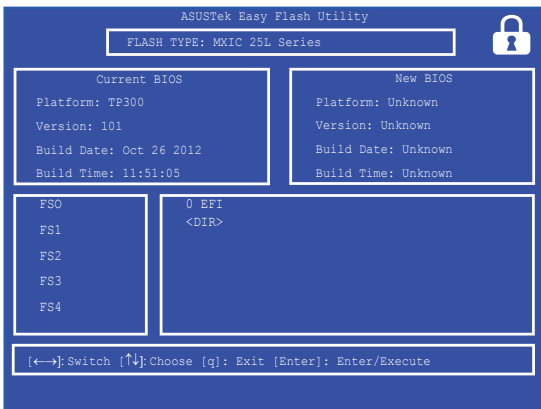 ASUSTek Easy Flash Utility
FLASH TYPE: MXIC 25L Series
Current BIOS
Platform: TP300
Version: 101
Build Date: Oct 26 2012
Build Time: 11:51:05
New BIOS
Platform: Unknown
Version: Unknown
Build Date: Unknown
Build Time: Unknown
FSO
FS1
FS2
FS3
FS4
0 EFI
<DIR>
[←→]: Switch [↑↓]: Choose [q]: Exit [Enter]: Enter/Execute